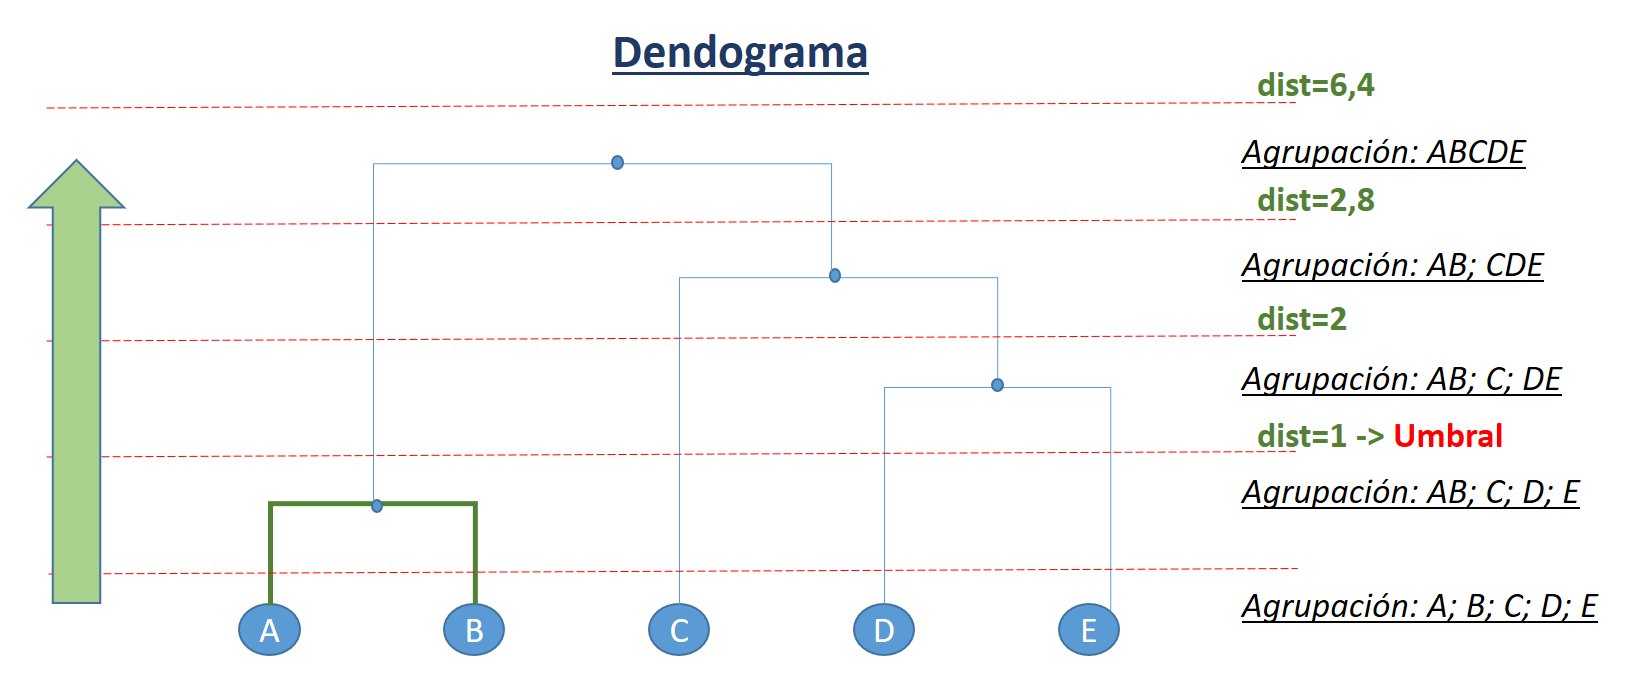 Dendograma
dist=6,4
Agrupación: ABCDE
dist=2,8
Agrupación: AB; CDE
dist=2
Agrupación: AB; C; DE
dist=1 -> Umbral
Agrupación: AB; C; D; E
Agrupación: A; B; C; D; E
A B C D E